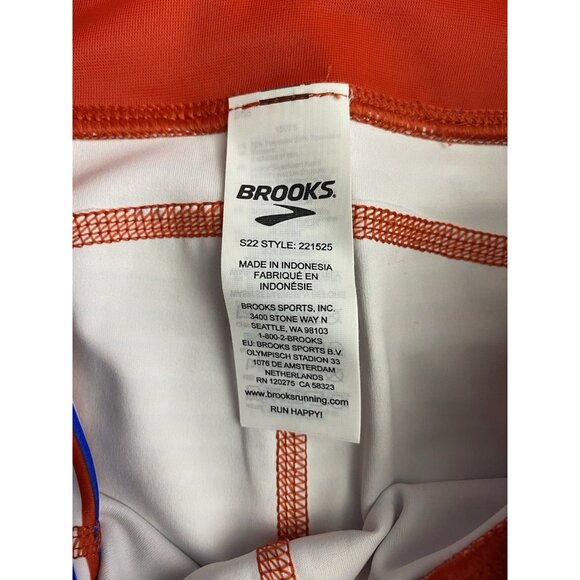 BROOKS.
S22 STYLE: 221525
MADE IN INDONESIA
FABRIQUÉ EN
INDONÉSIE
BROOKS SPORTS, INC.
3400 STONE WAY N
SEATTLE, WA 98103
1-800-2-BROOKS
EU: BROOKS SPORTS B.V.
OLYMPISCH STADION 33
1076 DE AMSTERDAM
NETHERLANDS
RN 120275 CA 58323
www.brooksrunning.com
RUN HAPPY!